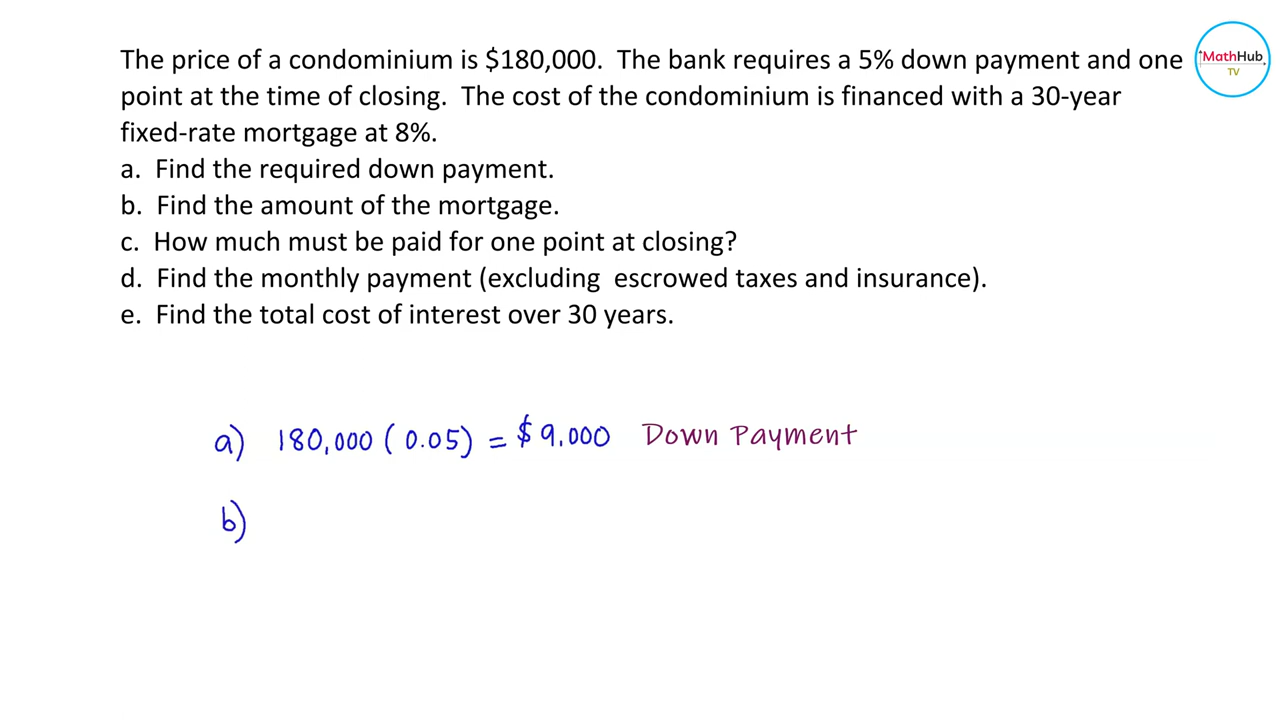 The price of a condominium is $180,000. The bank requires a 5% down payment and one
point at the time of closing. The cost of the condominium is financed with a 30-year
fixed-rate mortgage at 8%.
a. Find the required down payment.
b. Find the amount of the mortgage.
c. How much must be paid for one point at closing?
d. Find the monthly payment (excluding escrowed taxes and insurance).
e. Find the total cost of interest over 30 years.
MathHub
TV
a) 180,000 ( 0.05) = $ 9,000 Down Payment
b)